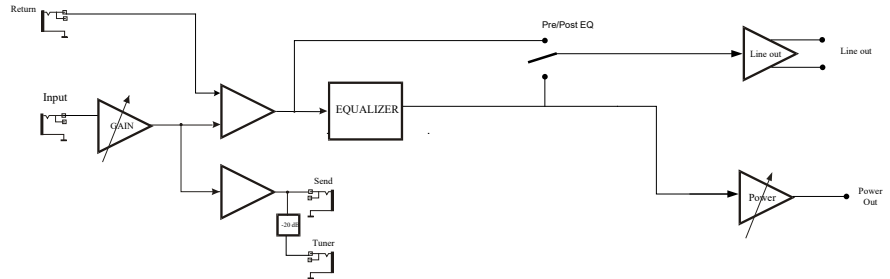 Return
Pre/Post EQ
Line out
Line out
Input
GAIN
EQUALIZER
Send
-20 dB
Tuner
Power
Power
Out